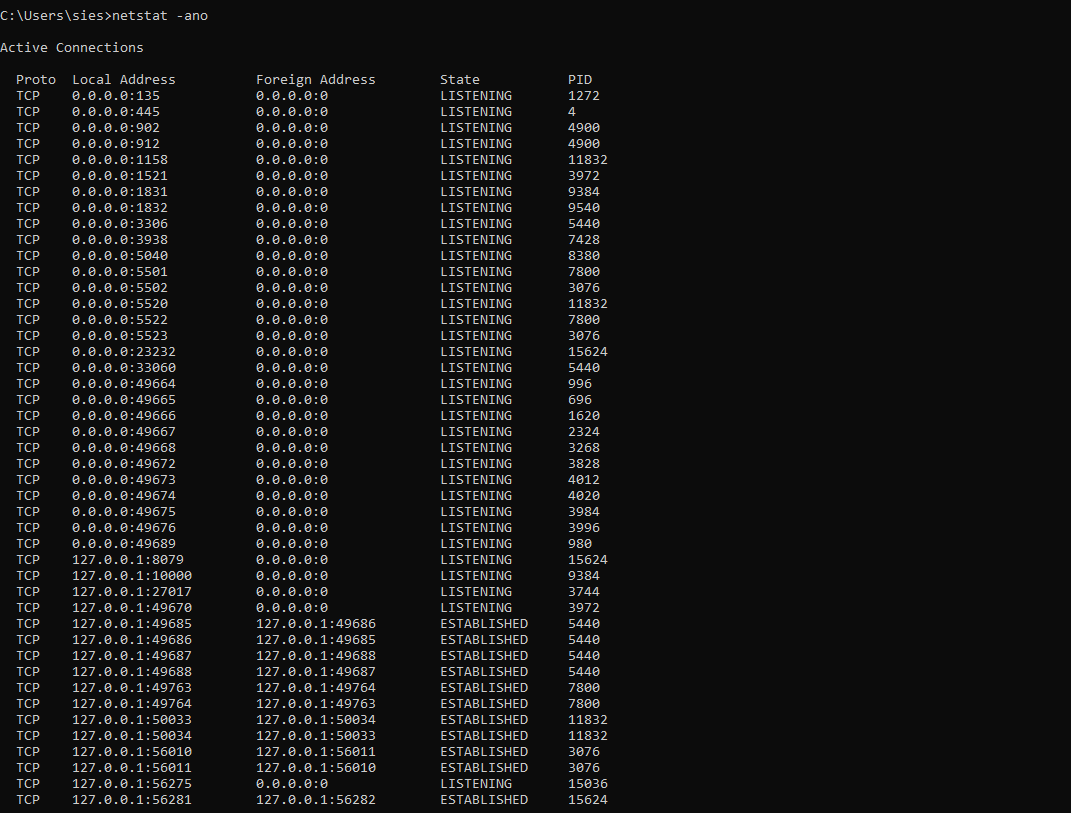 C:\Users\sies>netstat -ano
Active Connections
Proto Local Address Foreign Address State PID
TCP 0.0.0.0:135 0.0.0.0:0 LISTENING 1272
TCP 0.0.0.0:445 0.0.0.0:0 LISTENING 4
TCP 0.0.0.0:902 0.0.0.0:0 LISTENING 4900
TCP 0.0.0.0:912 0.0.0.0:0 LISTENING 4900
TCP 0.0.0.0:1158 0.0.0.0:0 LISTENING 11832
TCP 0.0.0.0:1521 0.0.0.0:0 LISTENING 3972
TCP 0.0.0.0:1831 0.0.0.0:0 LISTENING 9384
TCP 0.0.0.0:1832 0.0.0.0:0 LISTENING 9540
TCP 0.0.0.0:3306 0.0.0.0:0 LISTENING 5440
TCP 0.0.0.0:3938 0.0.0.0:0 LISTENING 7428
TCP 0.0.0.0:5040 0.0.0.0:0 LISTENING 8380
TCP 0.0.0.0:5501 0.0.0.0:0 LISTENING 7800
TCP 0.0.0.0:5502 0.0.0.0:0 LISTENING 3076
TCP 0.0.0.0:5520 0.0.0.0:0 LISTENING 11832
TCP 0.0.0.0:5522 0.0.0.0:0 LISTENING 7800
TCP 0.0.0.0:5523 0.0.0.0:0 LISTENING 3076
TCP 0.0.0.0:23232 0.0.0.0:0 LISTENING 15624
TCP 0.0.0.0:33060 0.0.0.0:0 LISTENING 5440
TCP 0.0.0.0:49664 0.0.0.0:0 LISTENING 996
TCP 0.0.0.0:49665 0.0.0.0:0 LISTENING 696
TCP 0.0.0.0:49666 0.0.0.0:0 LISTENING 1620
TCP 0.0.0.0:49667 0.0.0.0:0 LISTENING 2324
TCP 0.0.0.0:49668 0.0.0.0:0 LISTENING 3268
TCP 0.0.0.0:49672 0.0.0.0:0 LISTENING 3828
TCP 0.0.0.0:49673 0.0.0.0:0 LISTENING 4012
TCP 0.0.0.0:49674 0.0.0.0:0 LISTENING 4020
TCP 0.0.0.0:49675 0.0.0.0:0 LISTENING 3984
TCP 0.0.0.0:49676 0.0.0.0:0 LISTENING 3996
TCP 0.0.0.0:49689 0.0.0.0:0 LISTENING 980
TCP 127.0.0.1:8079 0.0.0.0:0 LISTENING 15624
TCP 127.0.0.1:10000 0.0.0.0:0 LISTENING 9384
TCP 127.0.0.1:27017 0.0.0.0:0 LISTENING 3744
TCP 127.0.0.1:49670 0.0.0.0:0 LISTENING 3972
TCP 127.0.0.1:49685 127.0.0.1:49686 ESTABLISHED 5440
TCP 127.0.0.1:49686 127.0.0.1:49685 ESTABLISHED 5440
TCP 127.0.0.1:49687 127.0.0.1:49688 ESTABLISHED 5440
TCP 127.0.0.1:49688 127.0.0.1:49687 ESTABLISHED 5440
TCP 127.0.0.1:49763 127.0.0.1:49764 ESTABLISHED 7800
TCP 127.0.0.1:49764 127.0.0.1:49763 ESTABLISHED 7800
TCP 127.0.0.1:50033 127.0.0.1:50034 ESTABLISHED 11832
TCP 127.0.0.1:50034 127.0.0.1:50033 ESTABLISHED 11832
TCP 127.0.0.1:56010 127.0.0.1:56011 ESTABLISHED 3076
TCP 127.0.0.1:56011 127.0.0.1:56010 ESTABLISHED 3076
TCP 127.0.0.1:56275 0.0.0.0:0 LISTENING 15036
TCP 127.0.0.1:56281 127.0.0.1:56282 ESTABLISHED 15624